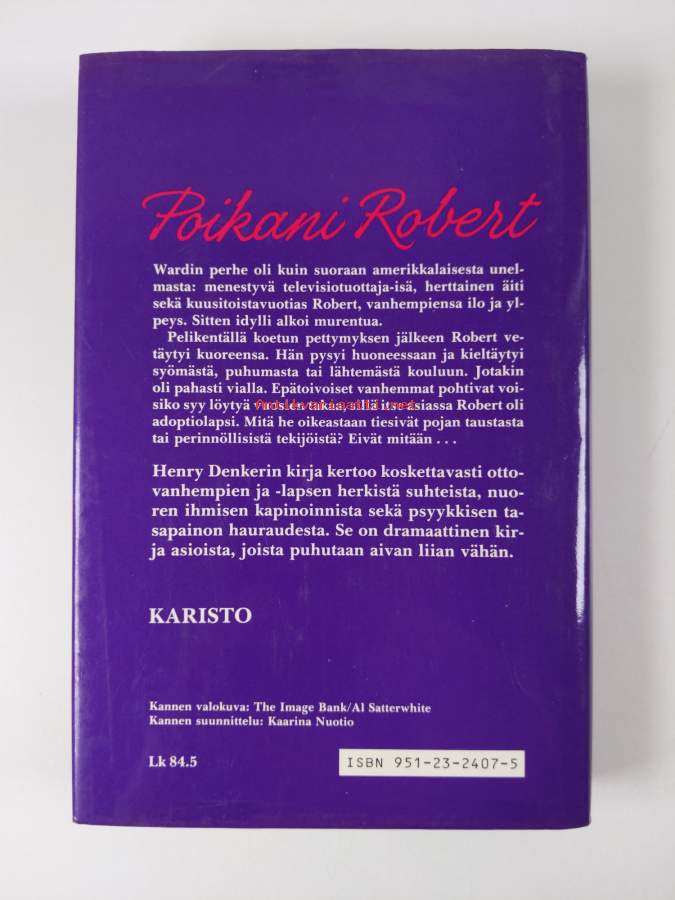 Poikani Robert
Wardin perhe oli kuin suoraan amerikkalaisesta unel-
masta: menestyvä televisiotuottaja-isä, herttainen äiti
sekä kuusitoistavuotias Robert, vanhempiensa ilo ja yl-
peys. Sitten idylli alkoi murentua.
Pelikentällä koetun pettymyksen jälkeen Robert ve-
täytyi kuoreensa. Hän pysyi huoneessaan ja kieltäytyi
syömästä, puhumasta tai lähtemästä kouluun. Jotakin
oli pahasti vialla. Epätoivoiset vanhemmat pohtivat voi-
siko syy löytyä vuosien takaa, sillä itse asiassa Robert oli
adoptiolapsi. Mitä he oikeastaan tiesivät pojan taustasta
tai perinnöllisistä tekijöistä? Eivät mitään . . .
Henry Denkerin kirja kertoo koskettavasti otto-
vanhempien ja -lapsen herkistä suhteista, nuo-
ren ihmisen kapinoinnista sekä psyykkisen ta-
sapainon hauraudesta. Se on dramaattinen kir-
ja asioista, joista puhutaan aivan liian vähän.
KARISTO
Kannen valokuva: The Image Bank/Al Satterwhite
Kannen suunnittelu: Kaarina Nuotio
Lk 84.5
ISBN 951-23-2407-5